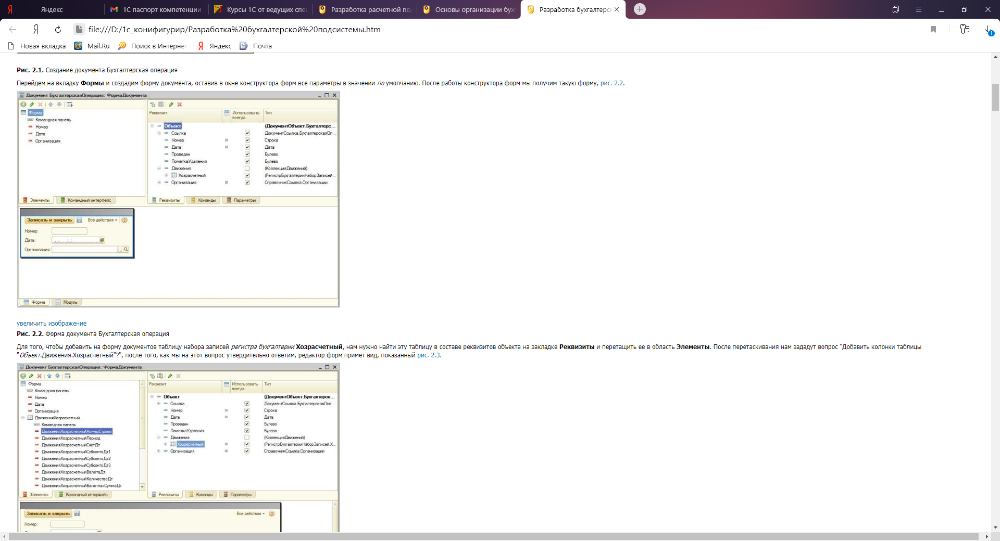 Яндекс
1С паспорт компетенции
Курсы 1С от ведущих спе
Разработка расчетной по
Основы организации бух
Разработка бухгалтерс
file:///D:/1с_конифигурир/Разработка%20бухгалтерской%20подсистемы.htm
1
Новая вкладка
Mail.Ru
Поиск в Интернет
Яндекс
Почта
Рис. 2.1. Создание документа Бухгалтерская операция
Перейдем на вкладку Формы и создадим форму документа, оставив в окне конструктора форм все параметры в значении по умолчанию. После работы конструктора форм мы получим такую форму, рис. 2.2.
Документ БухгалтерскаяОперация: ФормаДокумента
Форма
Командная панель
Номер
Дата
Организация
Элементы
Командный интерфейс
Реквизит
Использовать всегда
Тип
Объект
(ДокументОбъект.Бухгалтерс...
Ссылка
ДокументСсылка.БухгалтерскаяОп...
Номер
Строка
Дата
Дата
Проведен
Булево
ПометкаУдаления
Булево
Движения
(КоллекцияДвижений)
Хозрасчетный
(РегистрБухгалтерииНаборЗаписей...
Организация
СправочникСсылка.Организации
Реквизиты
Команды
Параметры
Записать и закрыть
Все действия
Номер:
Дата:
Организация:
Форма
Модуль
увеличить изображение
Рис. 2.2. Форма документа Бухгалтерская операция
Для того, чтобы добавить на форму документов таблицу набора записей регистра бухгалтерии Хозрасчетный, нам нужно найти эту таблицу в составе реквизитов объекта на закладке Реквизиты и перетащить ее в область Элементы. После перетаскивания нам зададут вопрос "Добавить колонки таблицы
"Объект.Движения.Хозрасчетный"?", после того, как мы на этот вопрос утвердительно ответим, редактор форм примет вид, показанный рис. 2.3.
Документ БухгалтерскаяОперация: ФормаДокумента
Форма
Командная панель
Номер
Дата
Организация
ДвиженияХозрасчетный
Командная панель
ДвиженияХозрасчетныйНомерСтроки
ДвиженияХозрасчетныйПериод
ДвиженияХозрасчетныйСчетДт
ДвиженияХозрасчетныйСубконтоДт1
ДвиженияХозрасчетныйСубконтоДт2
ДвиженияХозрасчетныйСубконтоДт3
ДвиженияХозрасчетныйВалютаДт
ДвиженияХозрасчетныйКоличествоДт
ДвиженияХозрасчетныйВалютнаяСуммаДт
Элементы
Командный интерфейс
Реквизит
Использовать всегда
Тип
Объект
(ДокументОбъект.Бухгалтерск...
Ссылка
ДокументСсылка.БухгалтерскаяОпе...
Номер
Строка
Дата
Дата
Проведен
Булево
ПометкаУдаления
Булево
Движения
(КоллекцияДвижений)
Хозрасчетный
(РегистрБухгалтерииНаборЗаписей.Х...
Организация
СправочникСсылка.Организации
Реквизиты
Команды
Параметры
Записать и закрыть
Все действия
Номер: